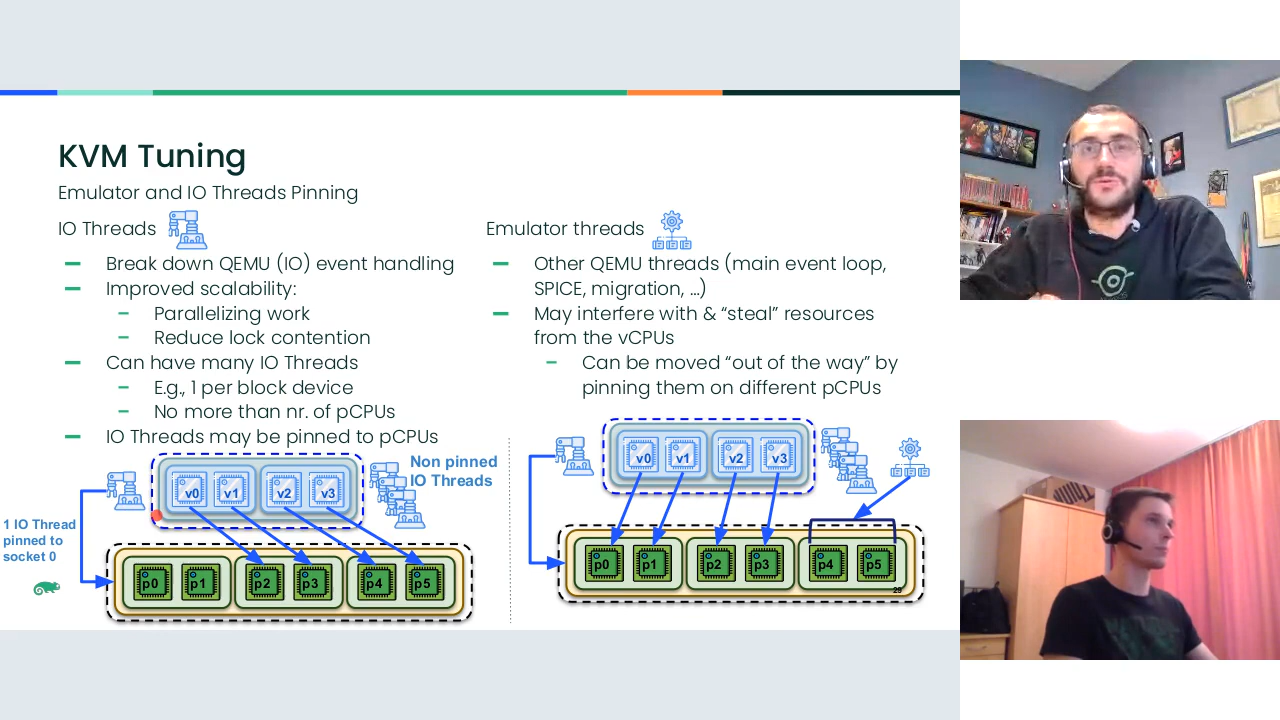 KVM Tuning
Emulator and IO Threads Pinning
IO Threads
Break down QEMU (IO) event handling
Improved scalability:
Parallelizing work
Reduce lock contention
Can have many IO Threads
E.g., 1 per block device
No more than nr. of pCPUs
IO Threads may be pinned to pCPUs
Non pinned
IO Threads
v0 v1 v2 v3
1 IO Thread
pinned to
socket 0
p0 p1 p2 p3 p4 p5
Emulator threads
Other QEMU threads (main event loop,
SPICE, migration, …)
May interfere with & “steal” resources
from the vCPUs
Can be moved “out of the way” by
pinning them on different pCPUs
v0 v1 v2 v3
p0 p1 p2 p3 p4 p5
29